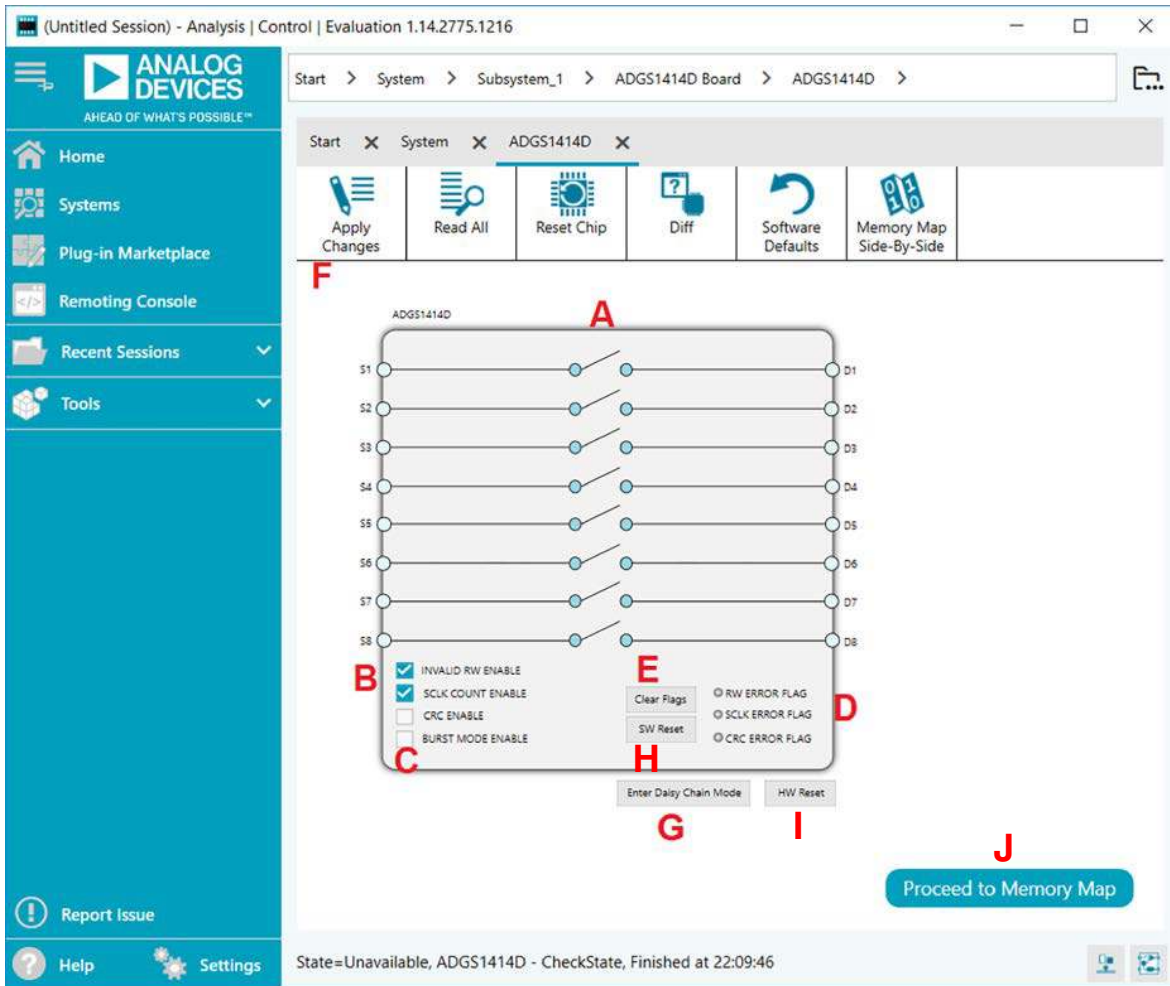 (Untitled Session) - Analysis | Control | Evaluation 1.14.2775.1216
ANALOG
DEVICES
AHEAD OF WHAT'S POSSIBLE™
Start > System > Subsystem_1 > ADGS1414D Board > ADGS1414D >
Home
Systems
Plug-in Marketplace
Remoting Console
Recent Sessions
Tools
Start System ADGS1414D
Apply
Changes
Read All
Reset Chip
Diff
Software
Defaults
Memory Map
Side-By-Side
F
A
ADGS1414D
S1 D1
S2 D2
S3 D3
S4 D4
S5 D5
S6 D6
S7 D7
S8 D8
B
INVALID RW ENABLE
SCLK COUNT ENABLE
CRC ENABLE
BURST MODE ENABLE
C
E
Clear Flags
SW Reset
H
RW ERROR FLAG
SCLK ERROR FLAG
CRC ERROR FLAG
D
Enter Daisy Chain Mode
HW Reset
G
I
J
Proceed to Memory Map
Report Issue
Help
Settings
State=Unavailable, ADGS1414D - CheckState, Finished at 22:09:46